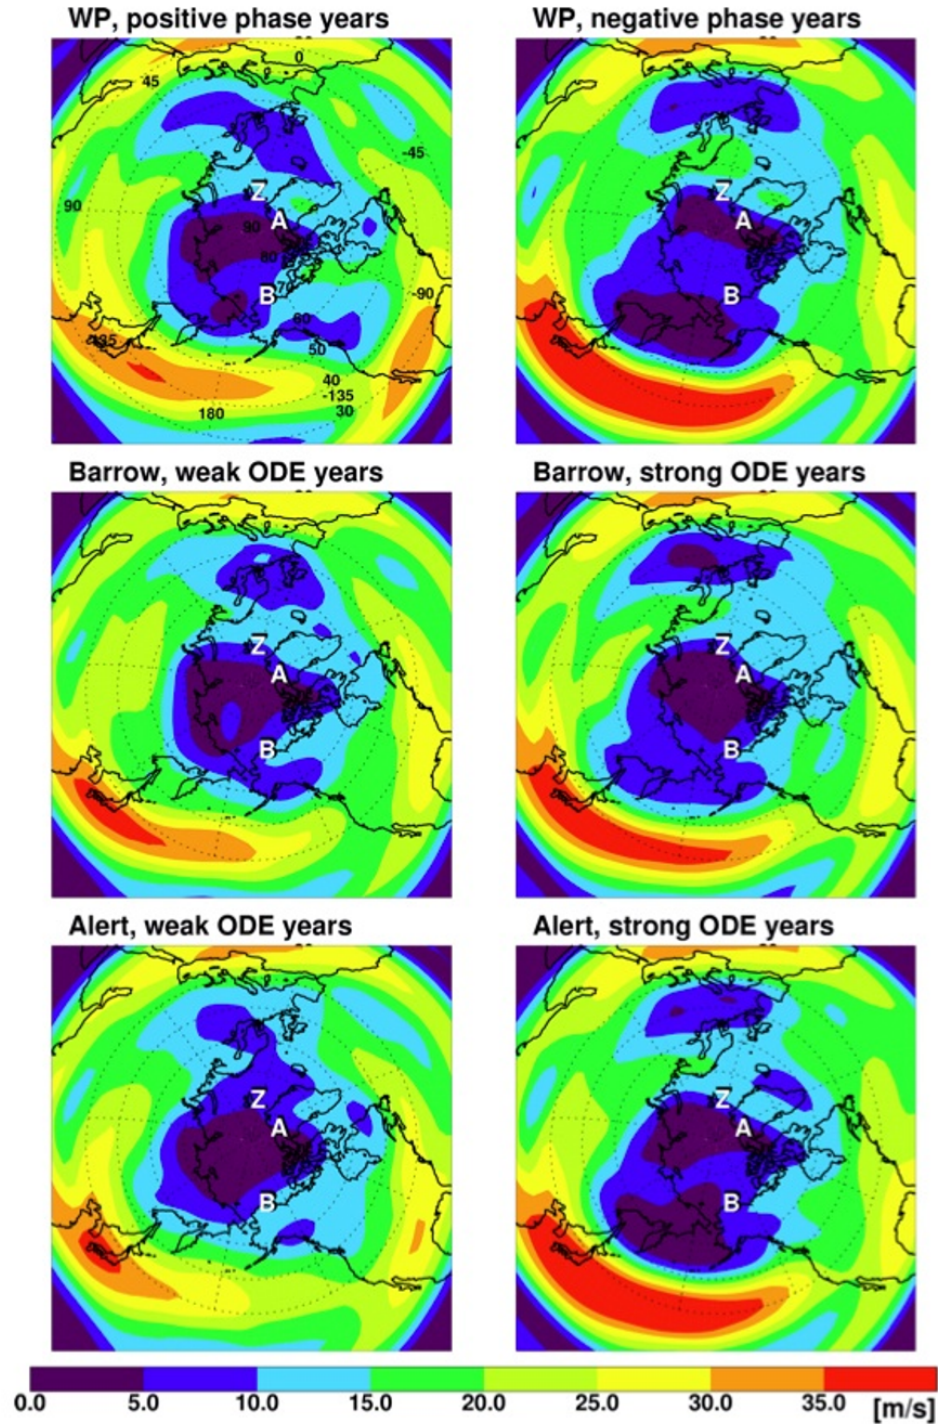 WP, positive phase years
WP, negative phase years
0
45
-45
90
Z
A
90
80
-90
B
70
60
50
135
40
-135
180
30
Z
A
B
Barrow, weak ODE years
Barrow, strong ODE years
Z
A
B
Z
A
B
Alert, weak ODE years
Alert, strong ODE years
Z
A
B
Z
A
B
0.0 5.0 10.0 15.0 20.0 25.0 30.0 35.0 [m/s]